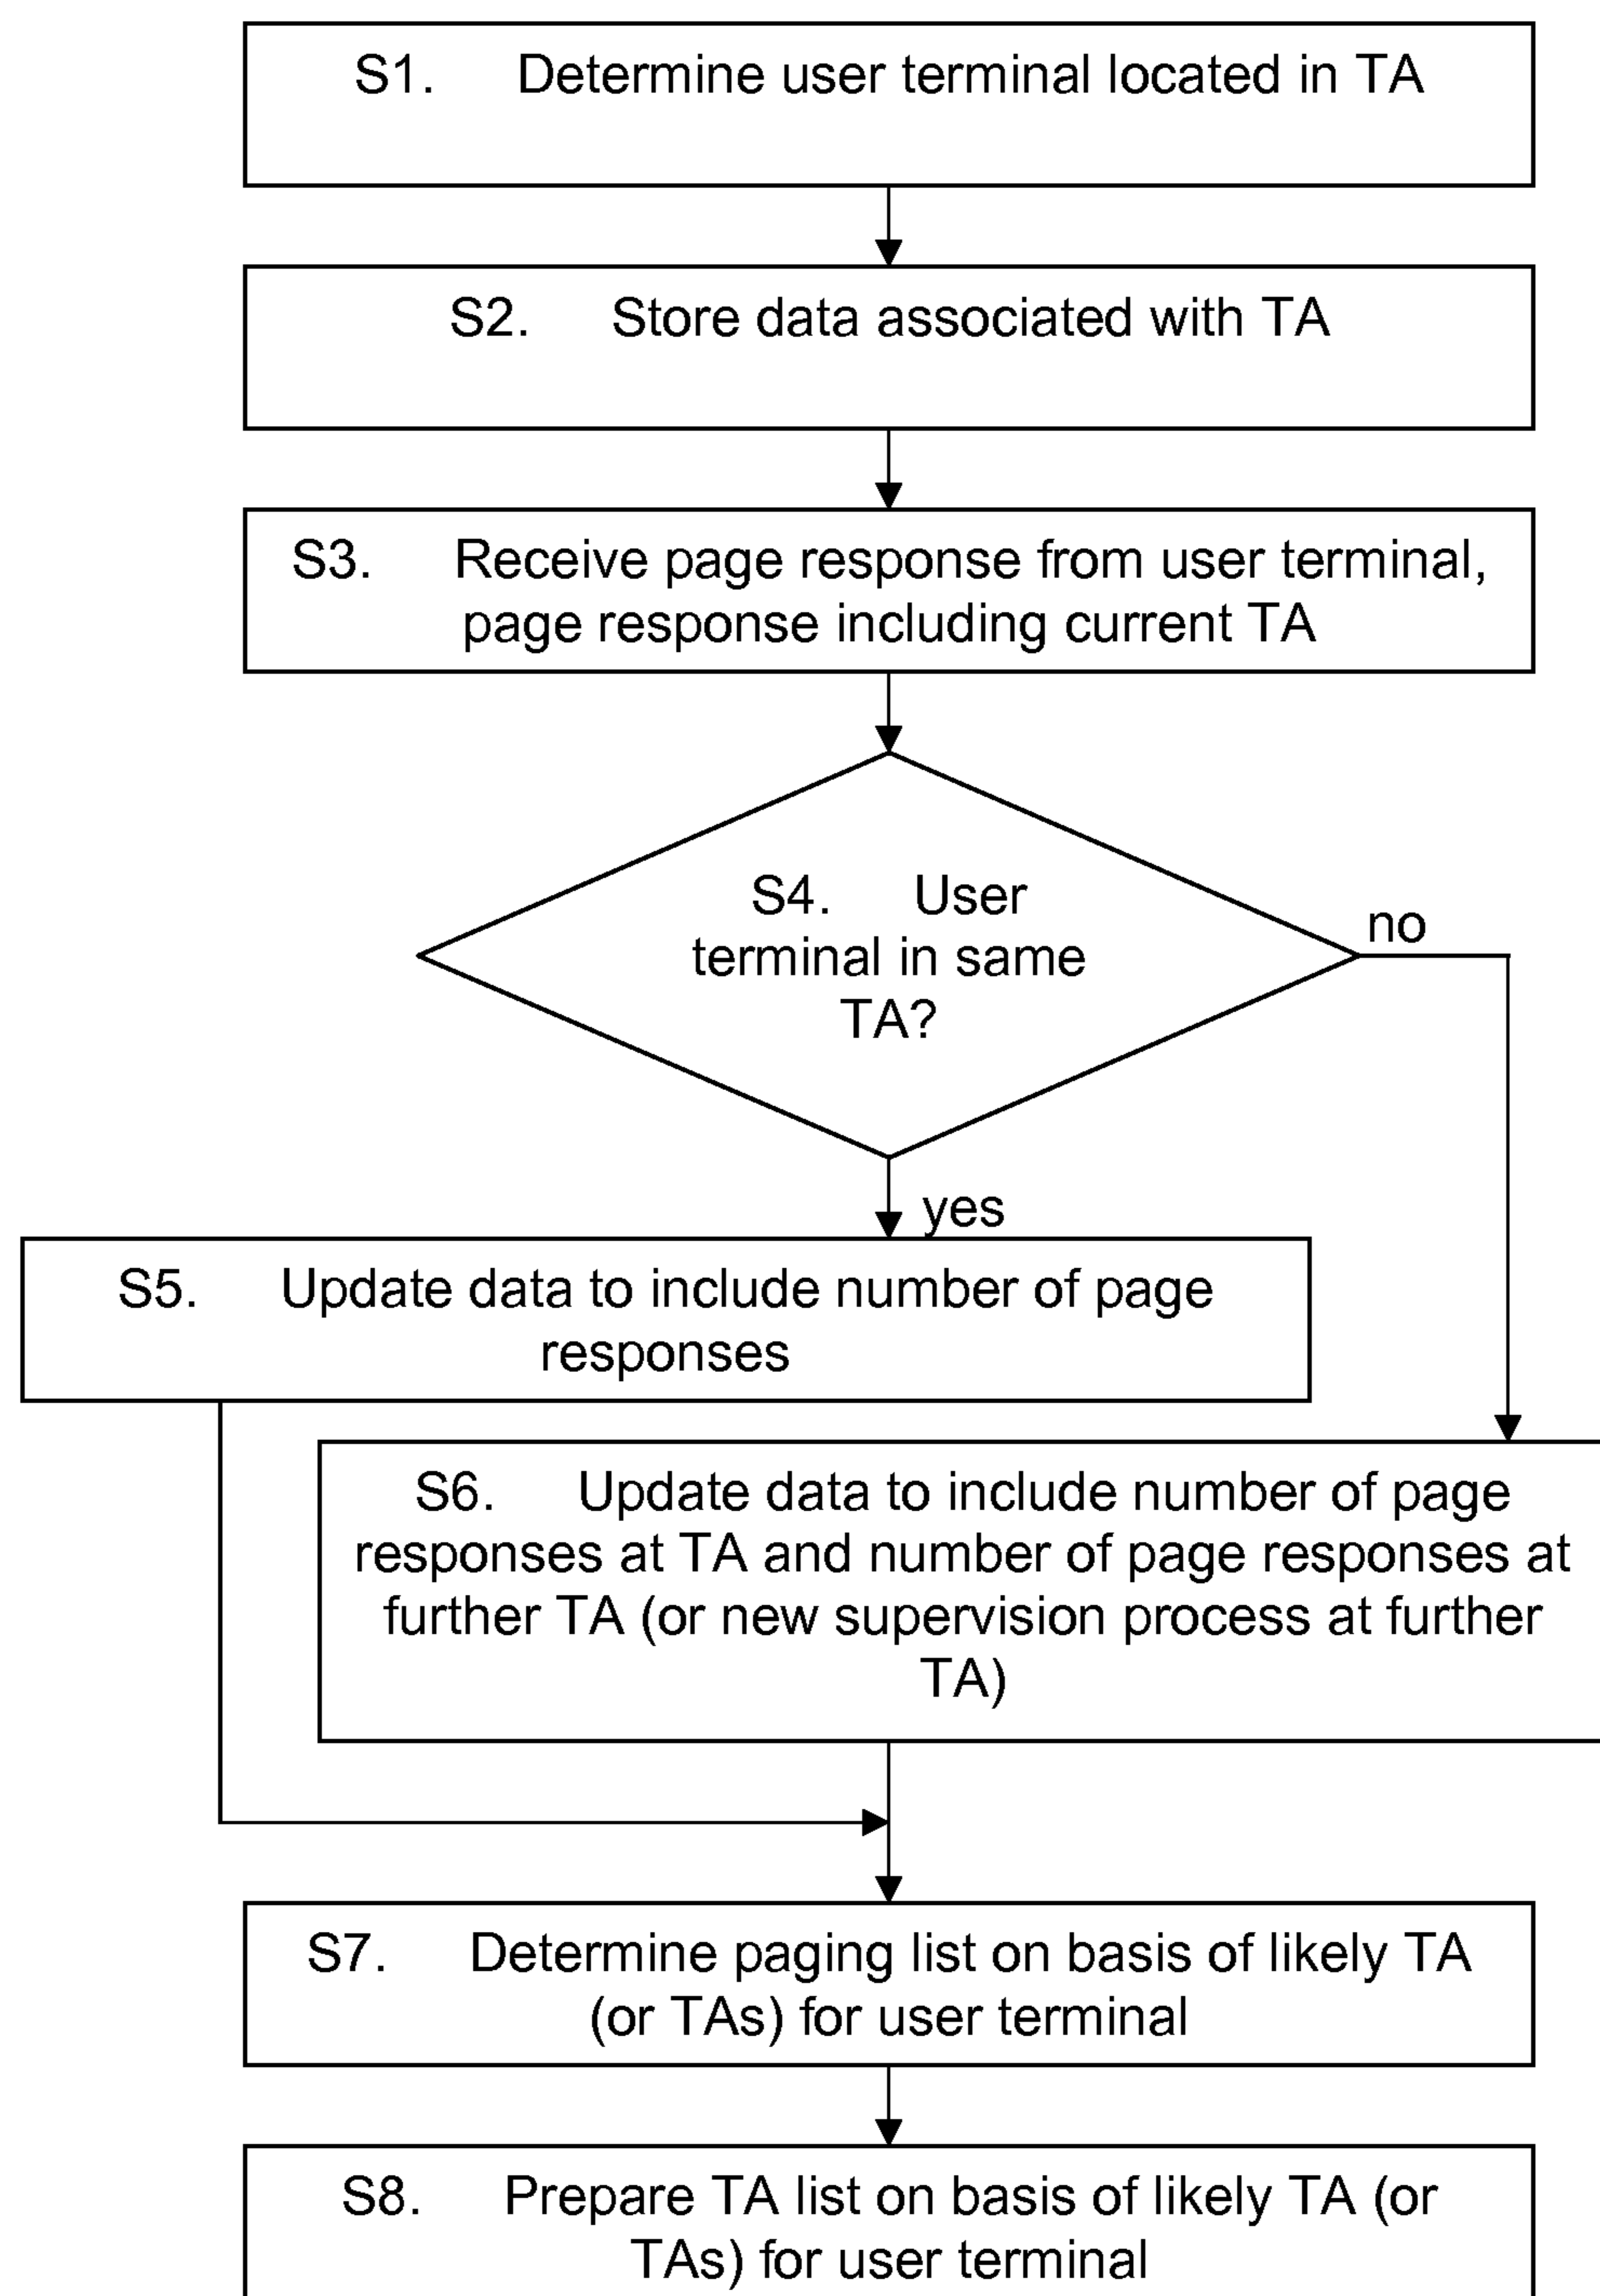 S1. Determine user terminal located in TA
S2. Store data associated with TA
S3. Receive page response from user terminal,
page response including current TA
S4. User
terminal in same
TA?
no
yes
S5. Update data to include number of page
responses
S6. Update data to include number of page
responses at TA and number of page responses at
further TA (or new supervision process at further
TA)
S7. Determine paging list on basis of likely TA
(or TAs) for user terminal
S8. Prepare TA list on basis of likely TA (or
TAs) for user terminal